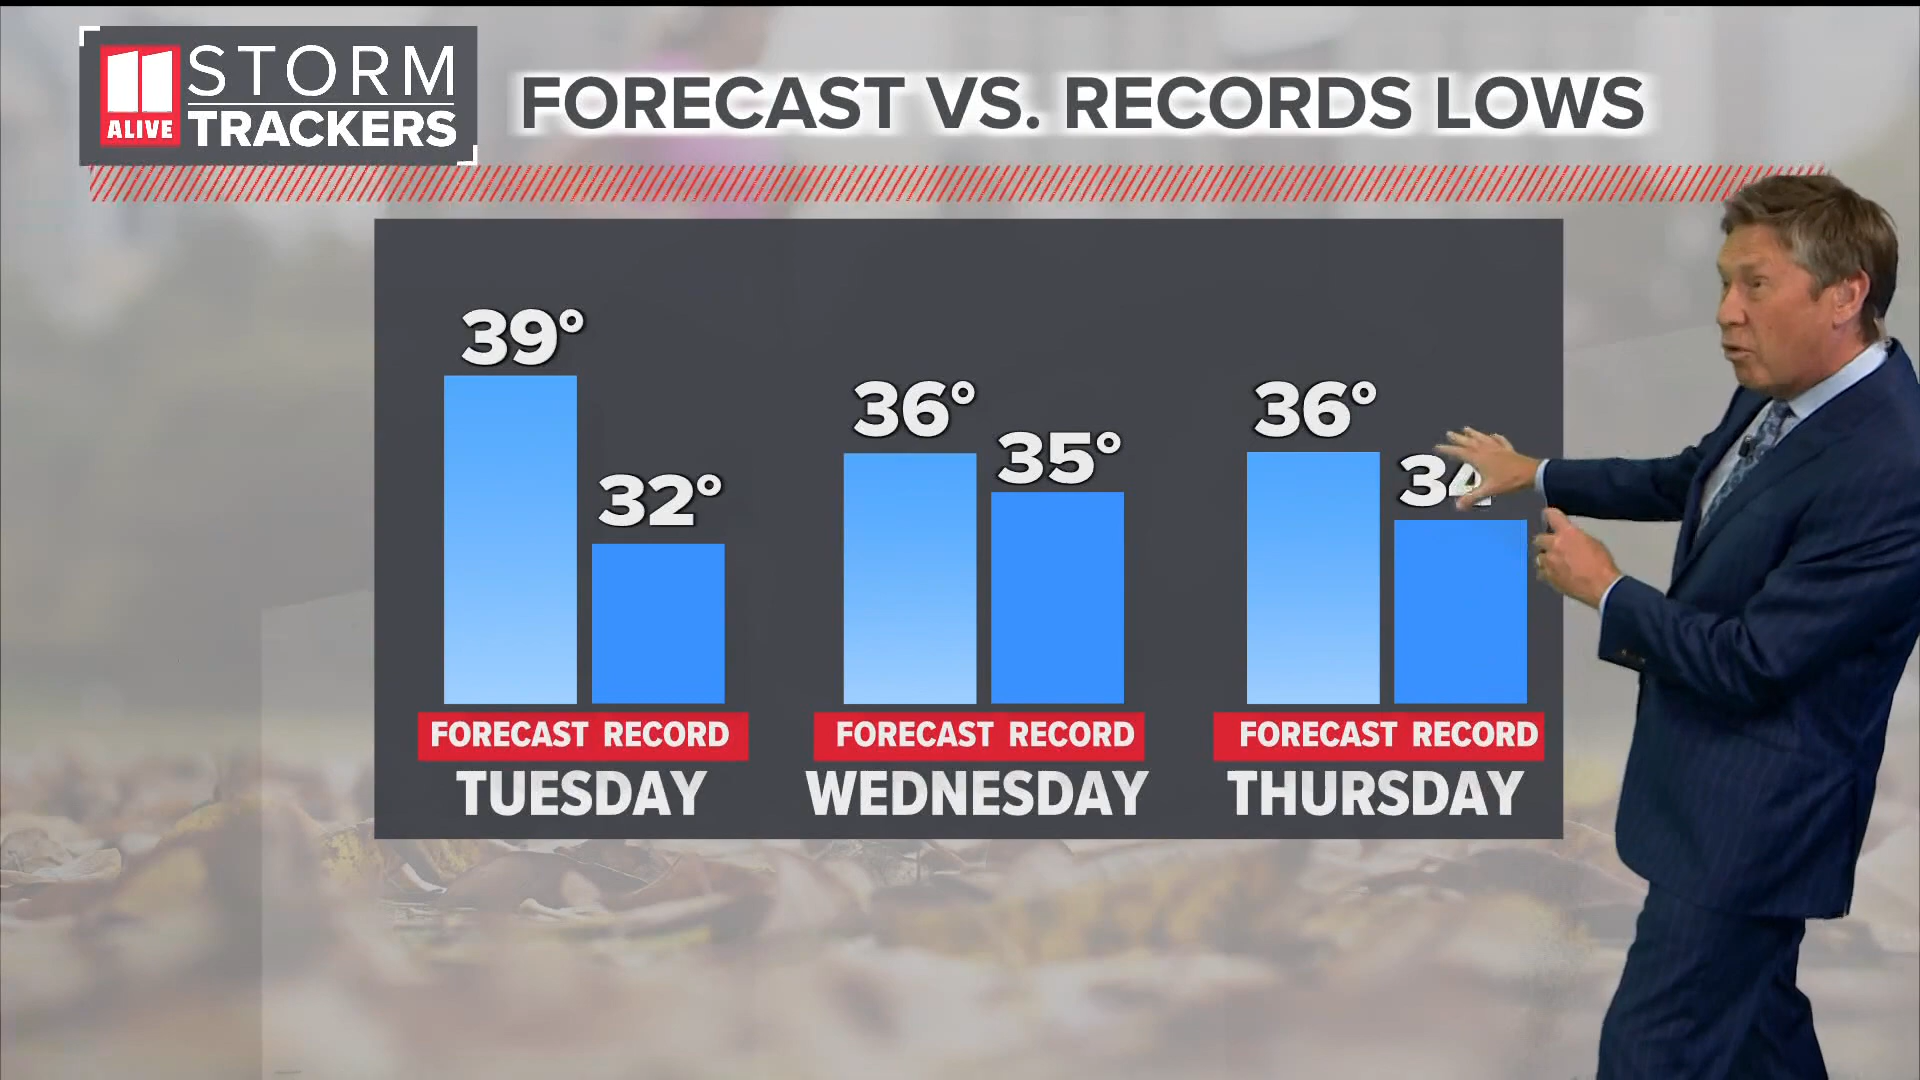 11 ALIVE
STORM
TRACKERS
FORECAST VS. RECORDS LOWS
39° 32°
36° 35°
36° 34
FORECAST RECORD
FORECAST RECORD
FORECAST RECORD
TUESDAY
WEDNESDAY
THURSDAY